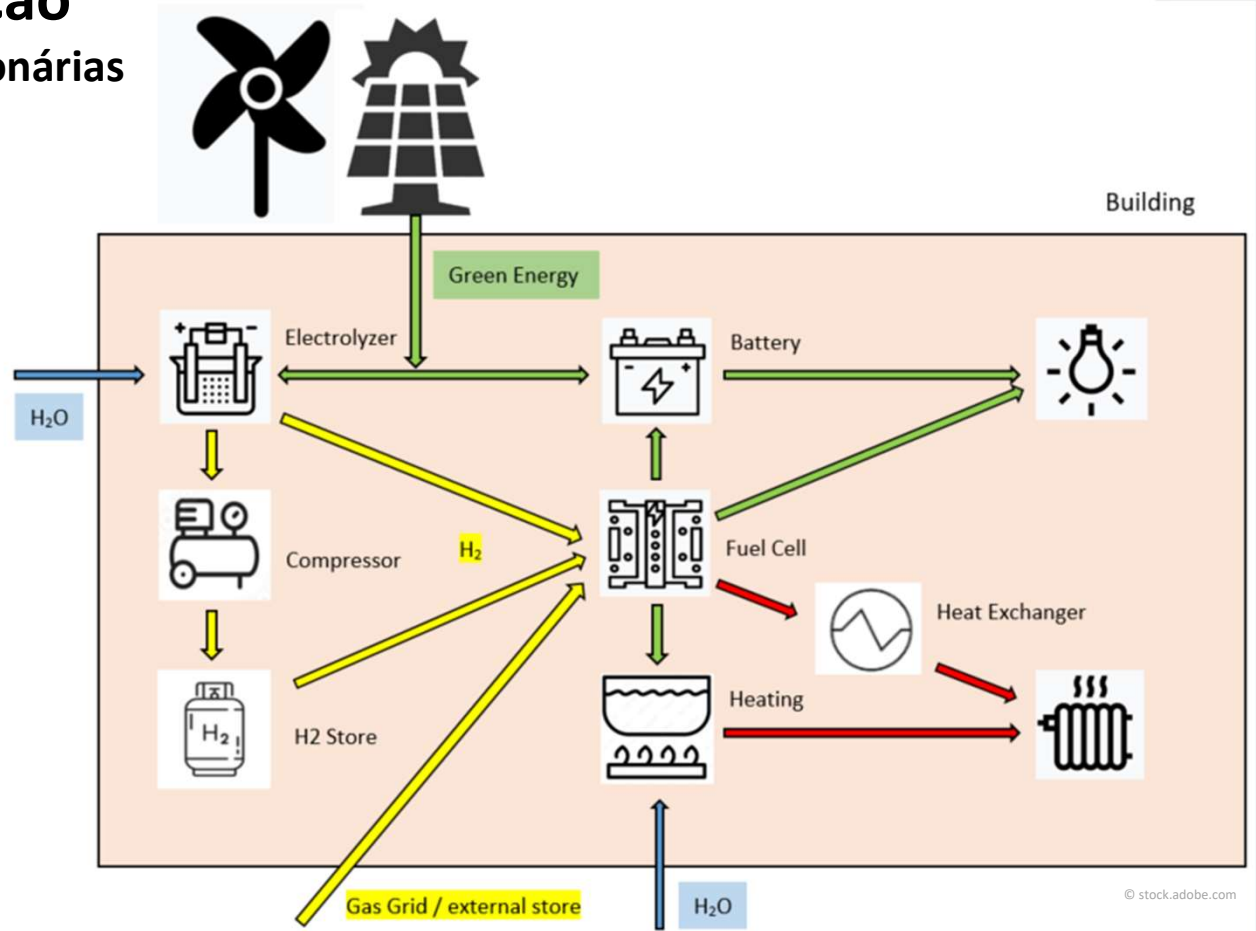 Building
Green Energy
Electrolyzer
Battery
H₂O
Compressor
H₂
Fuel Cell
Heat Exchanger
Heating
H₂
H2 Store
Gas Grid / external store
H₂O
© stock.adobe.com